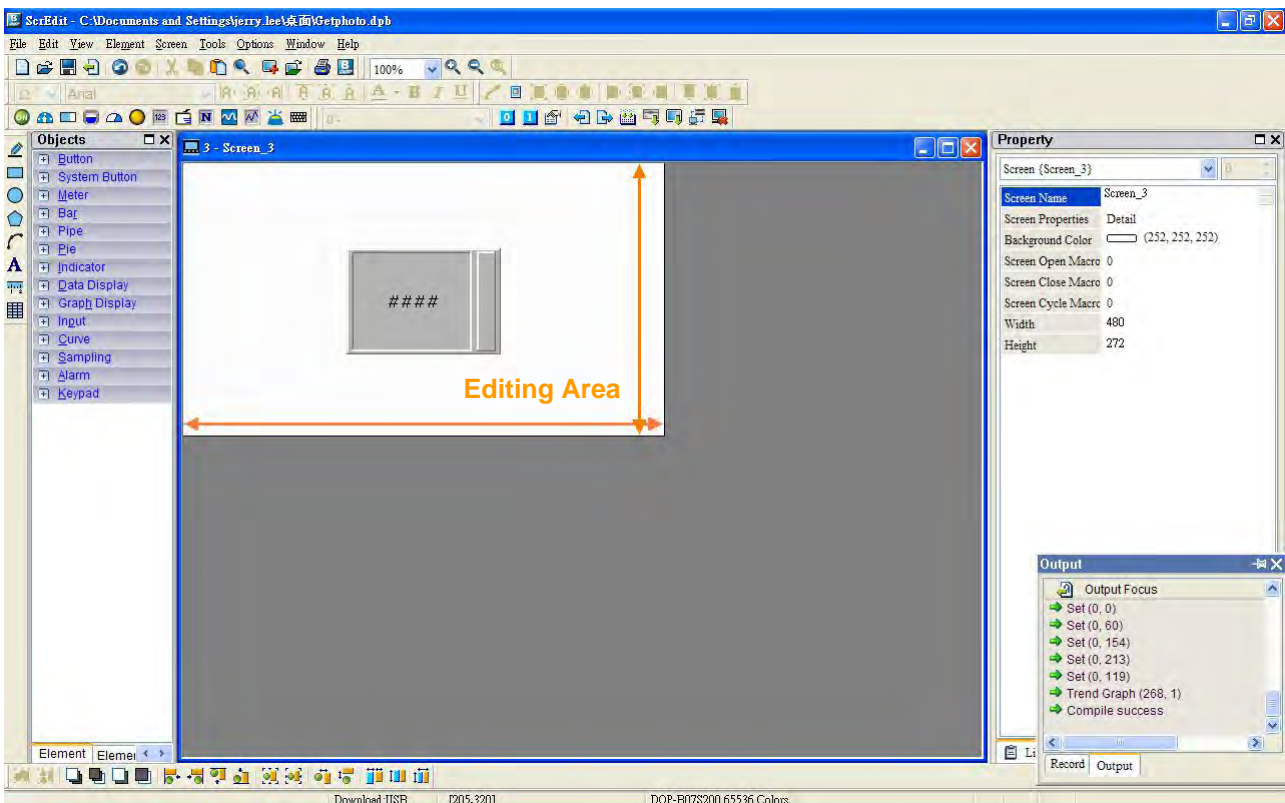 ScrEdit - C:\Documents and Settings\jerry.lee\桌面\Getphoto.dpb
File Edit View Element Screen Tools Options Window Help
100%
Arial
Objects
Button
System Button
Meter
Bar
Pipe
Pie
Indicator
Data Display
Graph Display
Input
Curve
Sampling
Alarm
Keypad
Element Elemen
3 - Screen_3
####
Editing Area
Property
Screen {Screen_3} 0
Screen Name Screen_3
Screen Properties Detail
Background Color (252, 252, 252)
Screen Open Macro 0
Screen Close Macro 0
Screen Cycle Macro 0
Width 480
Height 272
Li
Output
Output Focus
Set (0, 0)
Set (0, 60)
Set (0, 154)
Set (0, 213)
Set (0, 119)
Trend Graph (268, 1)
Compile success
Record Output
Download:USB [205,320] DOP-B07S200 65536 Colors